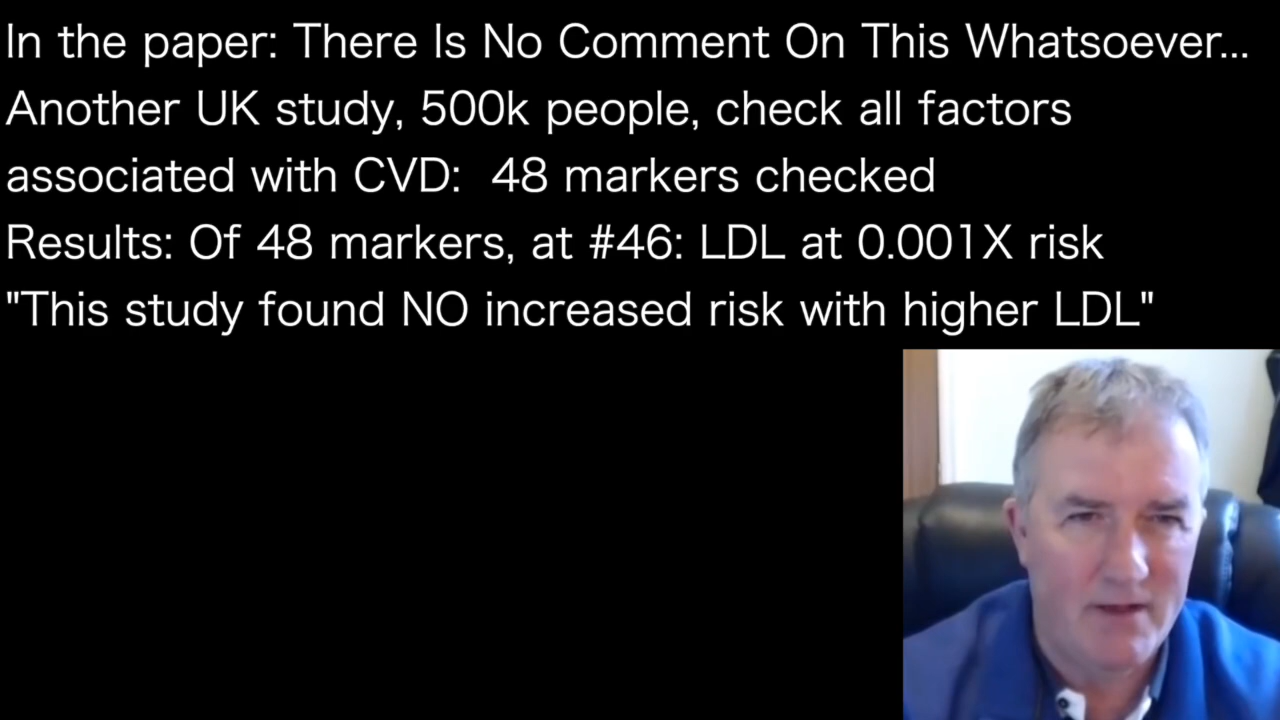 In the paper: There Is No Comment On This Whatsoever...
Another UK study, 500k people, check all factors
associated with CVD:  48 markers checked
Results: Of 48 markers, at #46: LDL at 0.001X risk
"This study found NO increased risk with higher LDL"